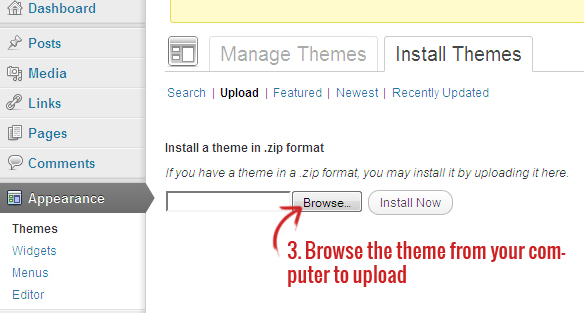 Dashboard
Posts
Media
Links
Pages
Comments
Appearance
Themes
Widgets
Menus
Editor
Manage Themes
Install Themes
Search | Upload | Featured | Newest | Recently Updated
Install a theme in .zip format
If you have a theme in a .zip format, you may install it by uploading it here.
Browse... Install Now
3. Browse the theme from your com-
puter to upload